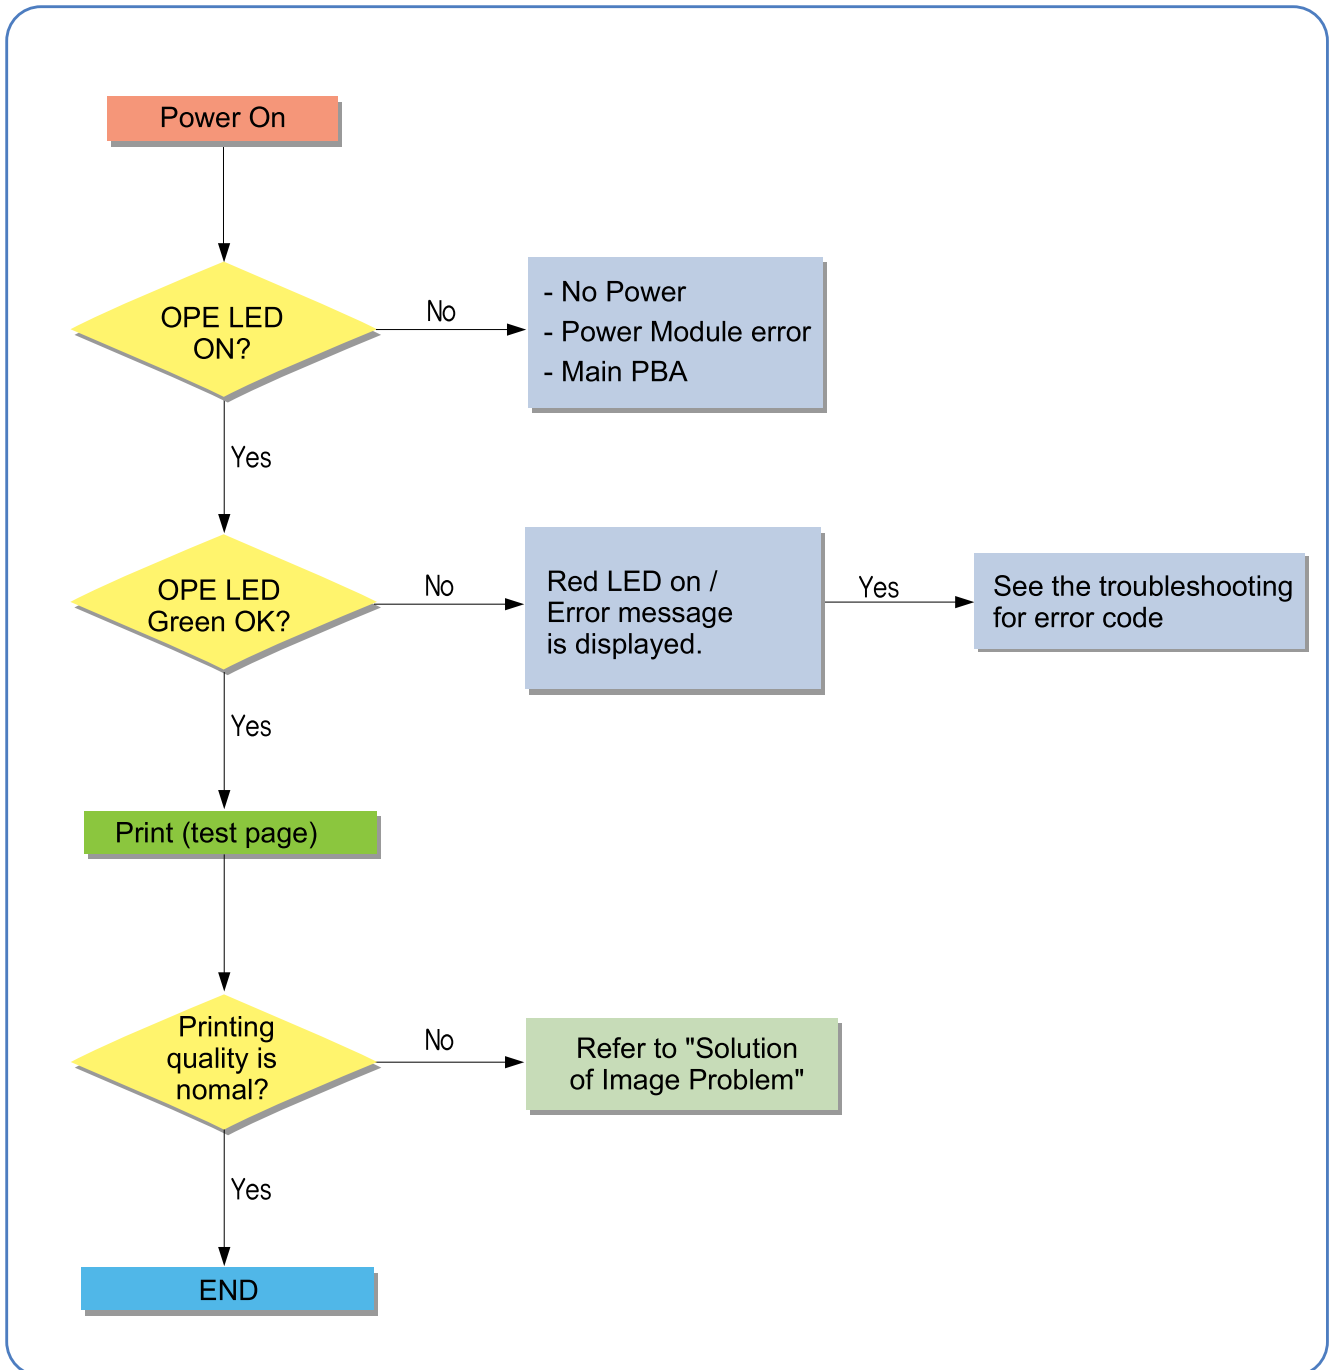 Power On
OPE LED
ON?
No
- No Power
- Power Module error
- Main PBA
Yes
OPE LED
Green OK?
No
Red LED on /
Error message
is displayed.
Yes
See the troubleshooting
for error code
Yes
Print (test page)
Printing
quality is
nomal?
No
Refer to "Solution
of Image Problem"
Yes
END